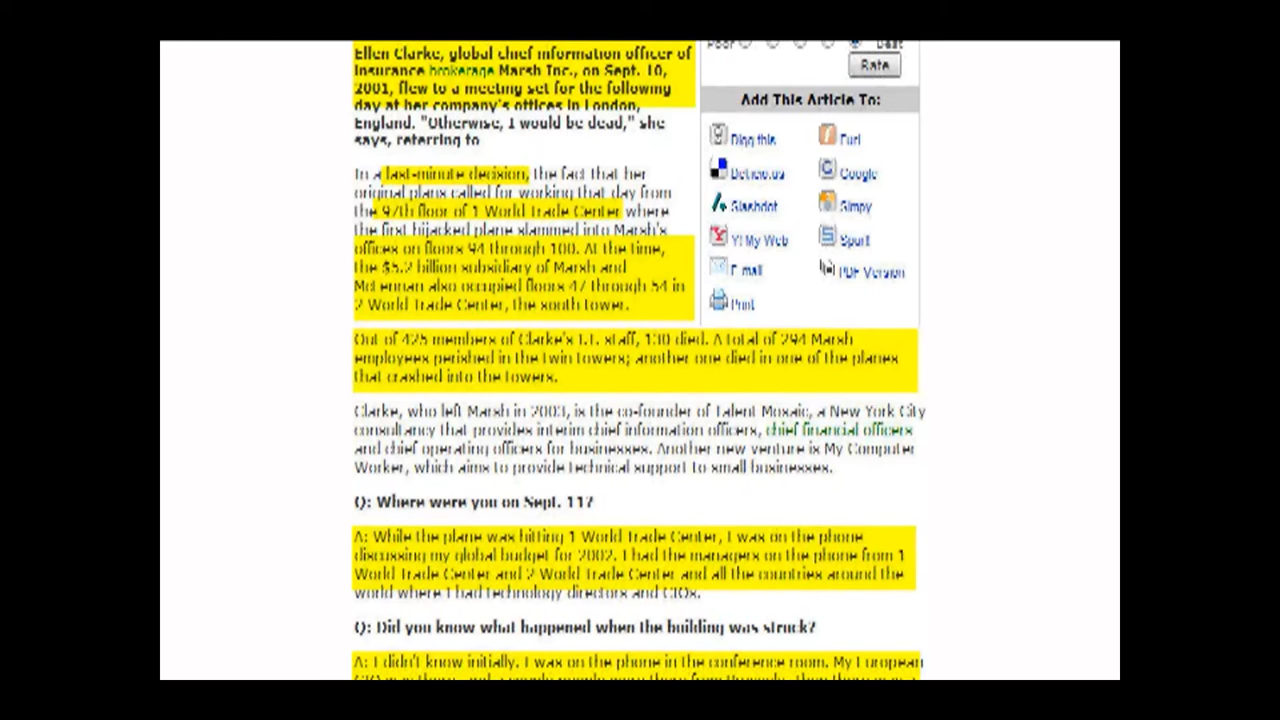 Ellen Clarke, global chief information officer of
insurance brokerage Marsh Inc., on Sept. 10,
2001, flew to a meeting set for the following
day at her company's offices in London,
England. "Otherwise, I would be dead," she
says, referring to
In a last-minute decision, the fact that her
original plans called for working that day from
the 97th floor of 1 World Trade Center where
the first hijacked plane slammed into Marsh's
offices on floors 94 through 100. At the time,
the $5.2 billion subsidiary of Marsh and
McLennan also occupied floors 47 through 54 in
2 World Trade Center, the south tower.
Poor Best
Rate
Add This Article To:
Digg this Furl
Del.icio.us Google
Slashdot Simpy
Y! My Web Spurl
E-mail PDF Version
Print
Out of 425 members of Clarke's I.T. staff, 130 died. A total of 294 Marsh
employees perished in the twin towers; another one died in one of the planes
that crashed into the towers.
Clarke, who left Marsh in 2003, is the co-founder of Talent Mosaic, a New York City
consultancy that provides interim chief information officers, chief financial officers
and chief operating officers for businesses. Another new venture is My Computer
Worker, which aims to provide technical support to small businesses.
Q: Where were you on Sept. 11?
A: While the plane was hitting 1 World Trade Center, I was on the phone
discussing my global budget for 2002. I had the managers on the phone from 1
World Trade Center and 2 World Trade Center and all the countries around the
world where I had technology directors and CIOs.
Q: Did you know what happened when the building was struck?
A: I didn't know initially. I was on the phone in the conference room. My European